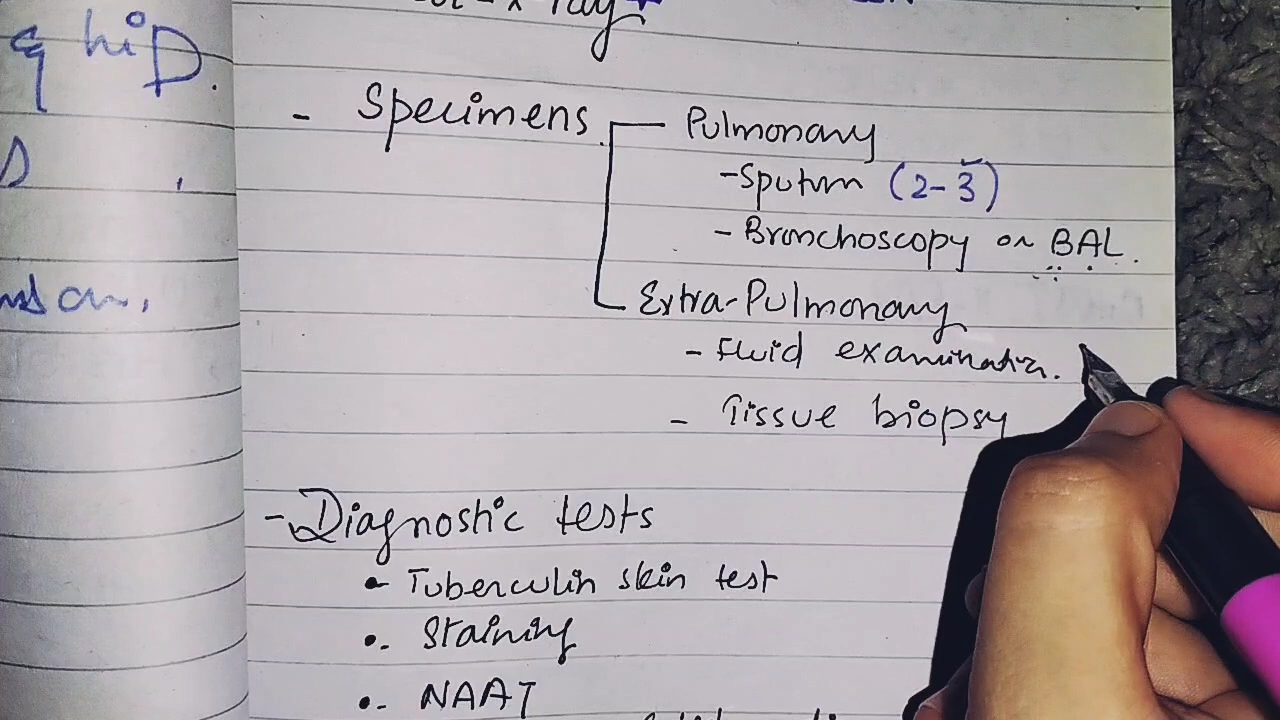 & hiD.
D ,
- Specimens
Pulmonary
- Sputum (2-3)
- Bronchoscopy or BAL.
Extra-Pulmonary
- Fluid examination.
- Tissue biopsy
- Diagnostic tests
• Tuberculin skin test
•. Staining
•. NAAT